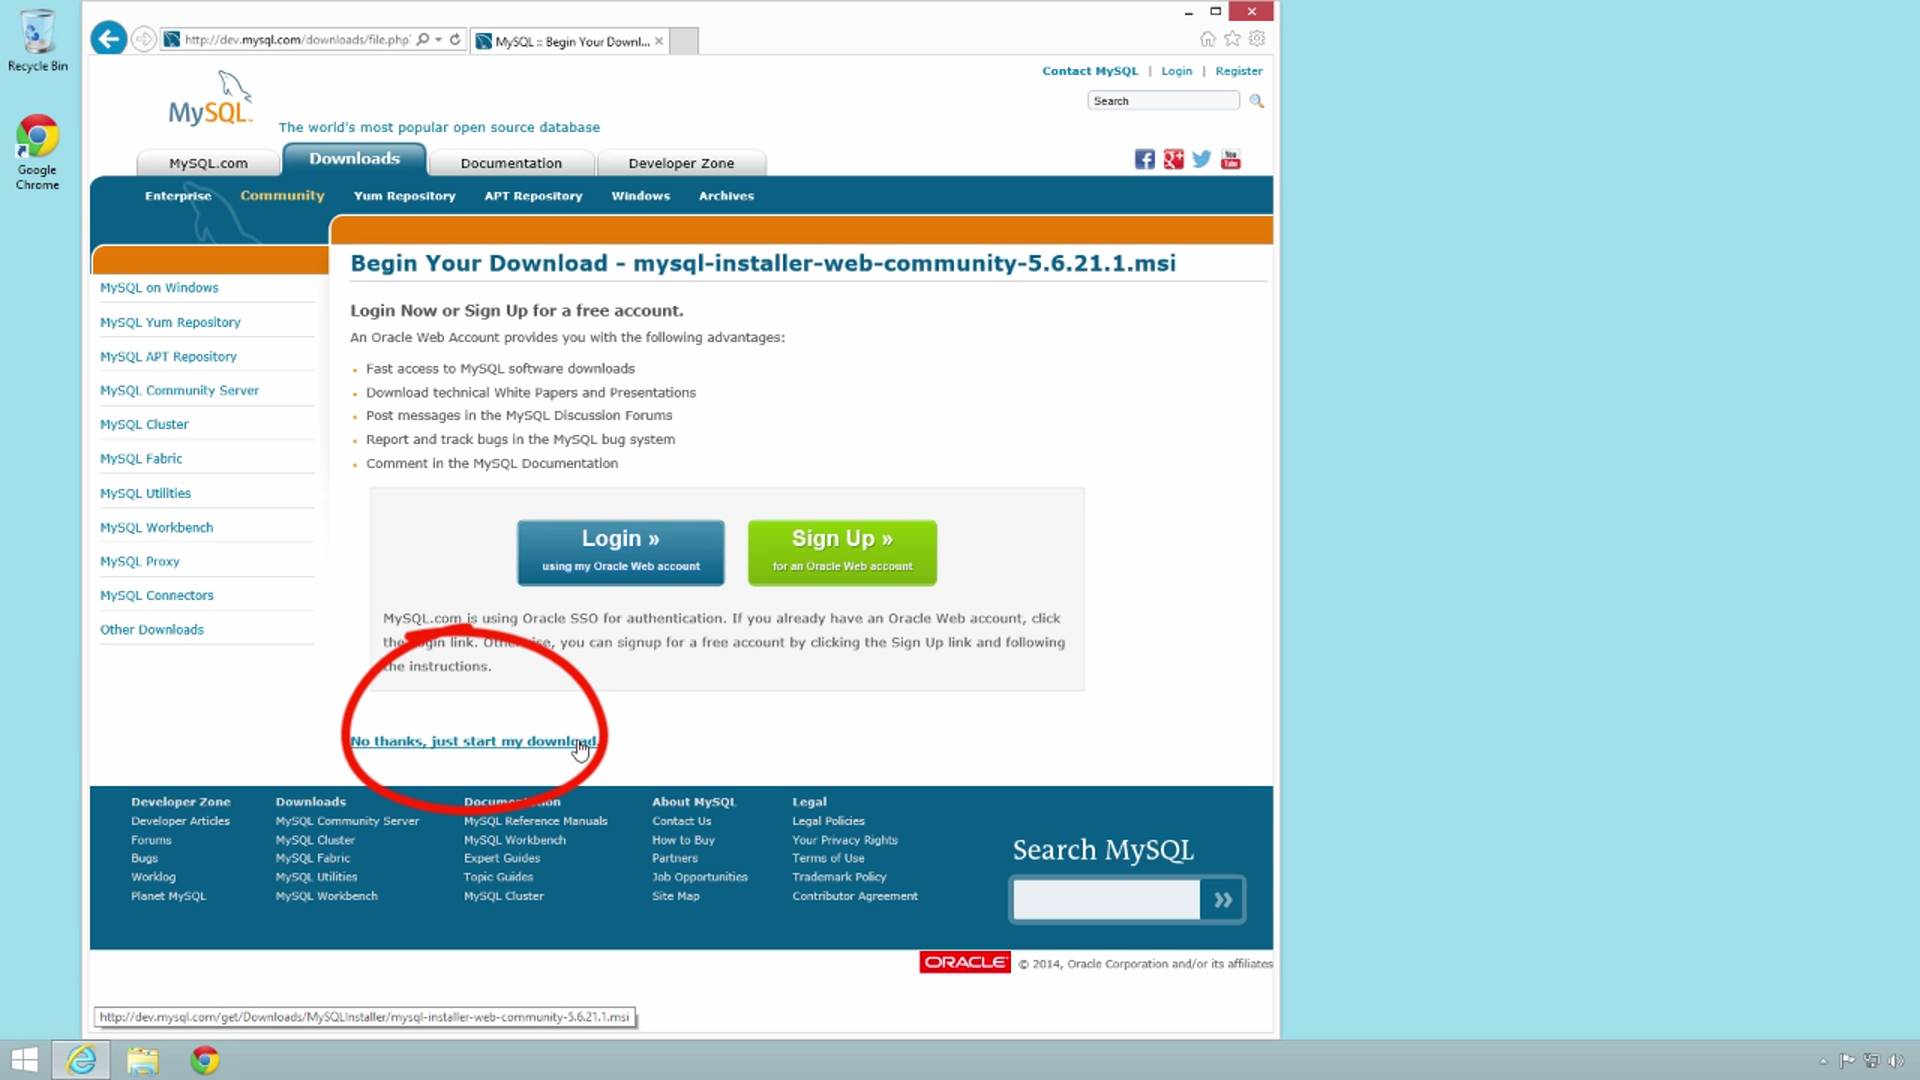 Recycle Bin
Google
Chrome
http://dev.mysql.com/downloads/file.php?
MySQL :: Begin Your Downl...
Contact MySQL | Login | Register
Search
MySQL
The world's most popular open source database
MySQL.com
Downloads
Documentation
Developer Zone
Enterprise
Community
Yum Repository
APT Repository
Windows
Archives
MySQL on Windows
MySQL Yum Repository
MySQL APT Repository
MySQL Community Server
MySQL Cluster
MySQL Fabric
MySQL Utilities
MySQL Workbench
MySQL Proxy
MySQL Connectors
Other Downloads
Begin Your Download - mysql-installer-web-community-5.6.21.1.msi
Login Now or Sign Up for a free account.
An Oracle Web Account provides you with the following advantages:
Fast access to MySQL software downloads
Download technical White Papers and Presentations
Post messages in the MySQL Discussion Forums
Report and track bugs in the MySQL bug system
Comment in the MySQL Documentation
Login »
using my Oracle Web account
Sign Up »
for an Oracle Web account
MySQL.com is using Oracle SSO for authentication. If you already have an Oracle Web account, click
the Login link. Otherwise, you can signup for a free account by clicking the Sign Up link and following
the instructions.
No thanks, just start my download.
Developer Zone
Developer Articles
Forums
Bugs
Worklog
Planet MySQL
Downloads
MySQL Community Server
MySQL Cluster
MySQL Fabric
MySQL Utilities
MySQL Workbench
Documentation
MySQL Reference Manuals
MySQL Workbench
Expert Guides
Topic Guides
MySQL Cluster
About MySQL
Contact Us
How to Buy
Partners
Job Opportunities
Site Map
Legal
Legal Policies
Your Privacy Rights
Terms of Use
Trademark Policy
Contributor Agreement
Search MySQL
ORACLE
© 2014, Oracle Corporation and/or its affiliates
http://dev.mysql.com/get/Downloads/MySQLInstaller/mysql-installer-web-community-5.6.21.1.msi